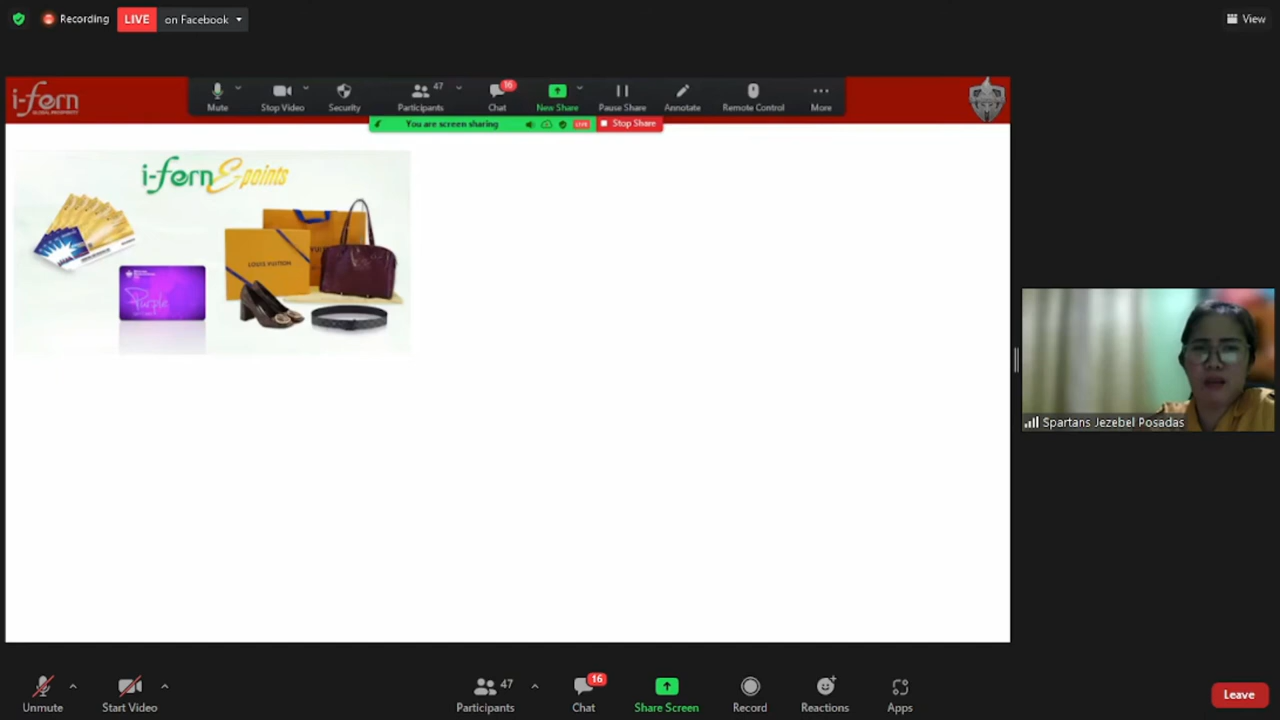 Recording
LIVE on Facebook
View
i-fern
Mute
Stop Video
Security
47
Participants
16
Chat
New Share
Pause Share
Annotate
Remote Control
More
You are screen sharing
LIVE
Stop Share
i-fern E-points
LOUIS VUITTON
Purple
Spartans Jezebel Posadas
Unmute
Start Video
47
Participants
16
Chat
Share Screen
Record
Reactions
Apps
Leave